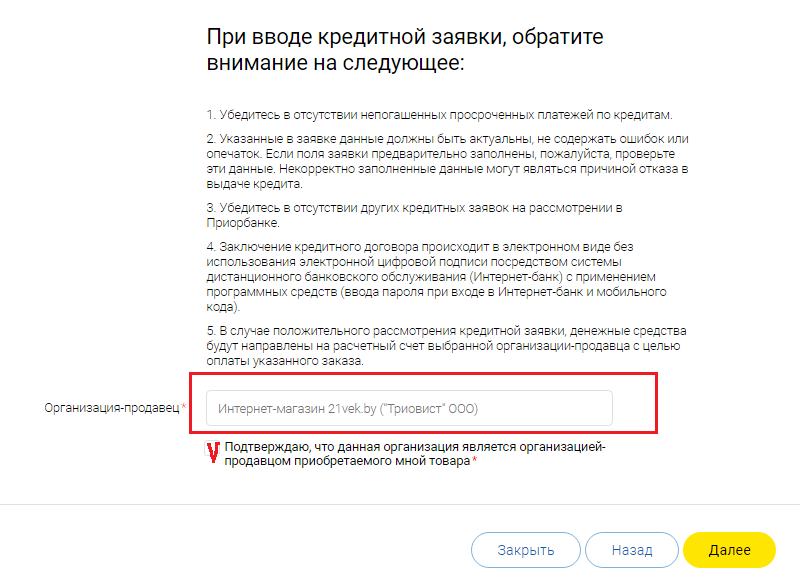 При вводе кредитной заявки, обратите
внимание на следующее:
1. Убедитесь в отсутствии непогашенных просроченных платежей по кредитам.
2. Указанные в заявке данные должны быть актуальны, не содержать ошибок или
опечаток. Если поля заявки предварительно заполнены, пожалуйста, проверьте
эти данные. Некорректно заполненные данные могут являться причиной отказа в
выдаче кредита.
3. Убедитесь в отсутствии других кредитных заявок на рассмотрении в
Приорбанке.
4. Заключение кредитного договора происходит в электронном виде без
использования электронной цифровой подписи посредством системы
дистанционного банковского обслуживания (Интернет-банк) с применением
программных средств (ввода пароля при входе в Интернет-банк и мобильного
кода).
5. В случае положительного рассмотрения кредитной заявки, денежные средства
будут направлены на расчетный счет выбранной организации-продавца с целью
оплаты указанного заказа.
Организация-продавец *
Интернет-магазин 21vek.by ("Триовист" ООО)
Подтверждаю, что данная организация является организацией-
продавцом приобретаемого мной товара *
Закрыть
Назад
Далее